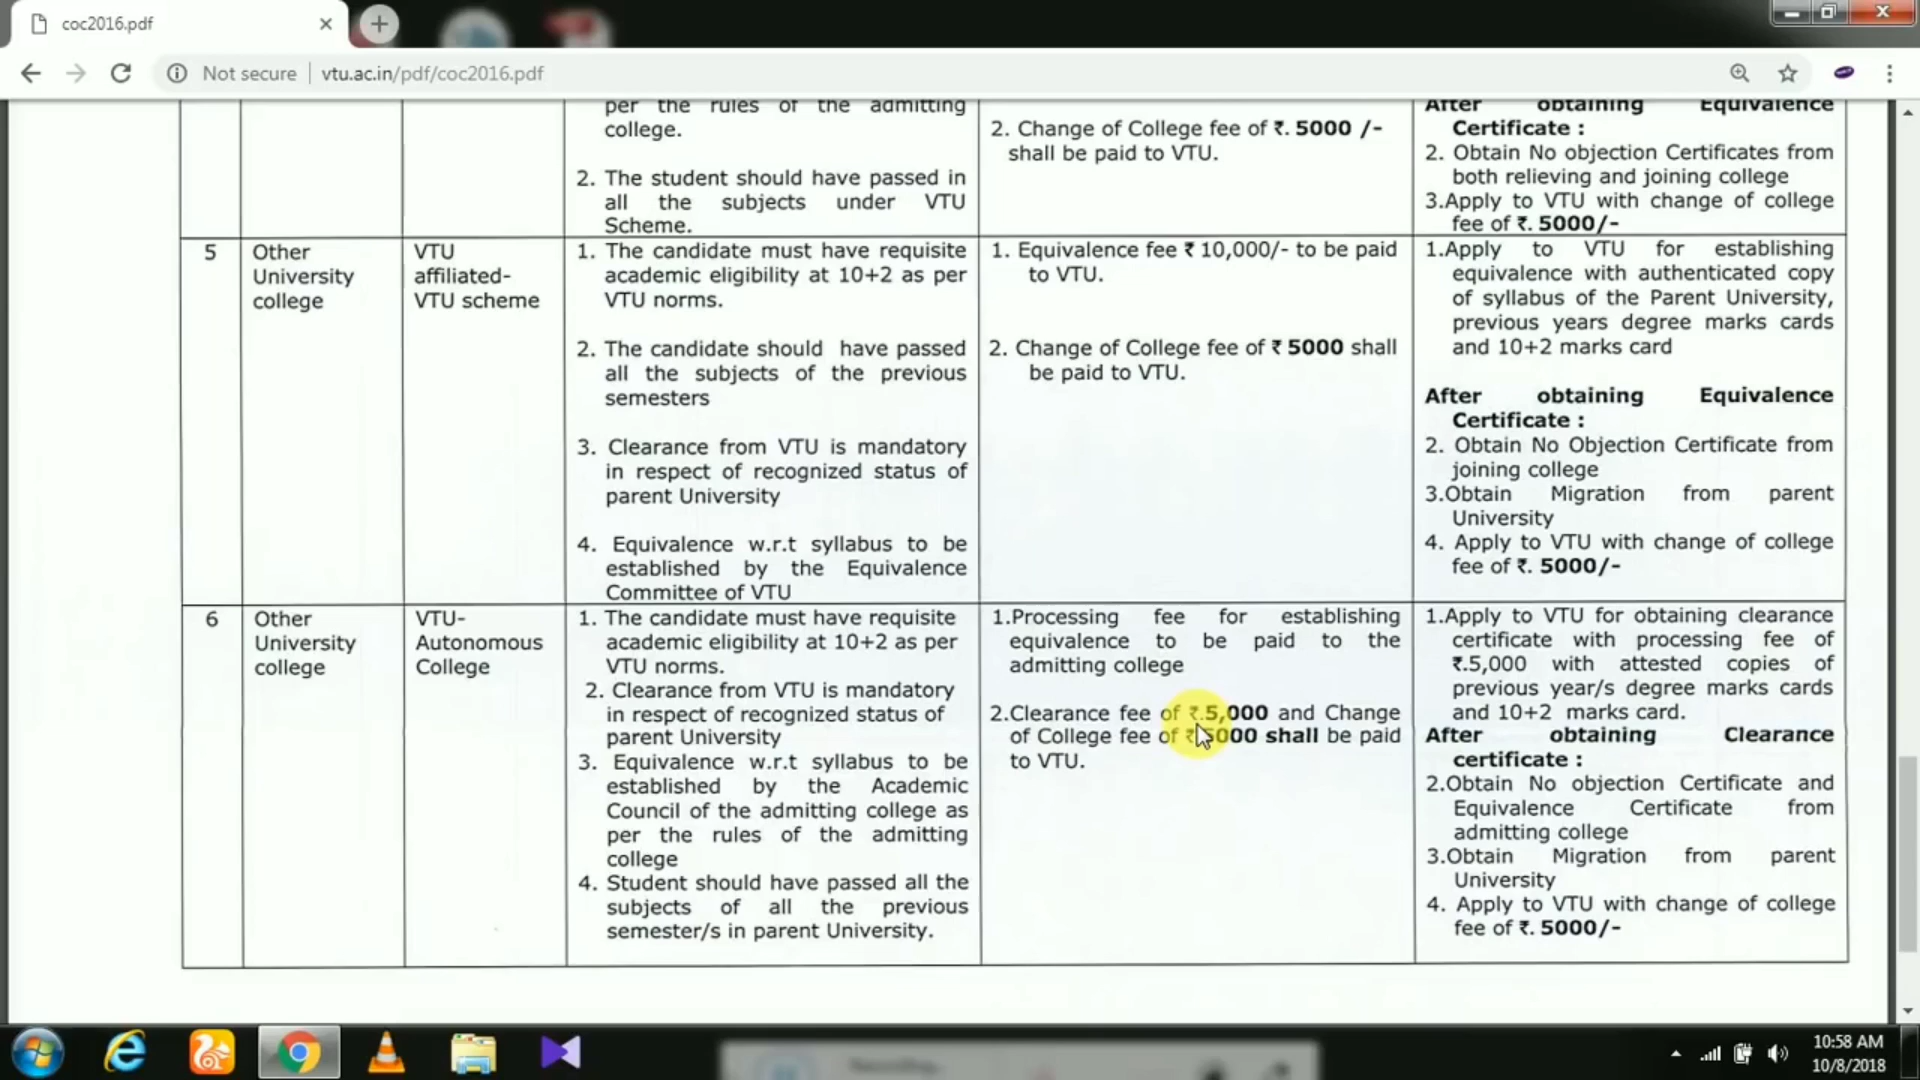 coc2016.pdf
Not secure
vtu.ac.in/pdf/coc2016.pdf
per the rules of the admitting
college.
2. The student should have passed in
all the subjects under VTU
Scheme.
2. Change of College fee of ₹. 5000 /-
shall be paid to VTU.
After obtaining Equivalence
Certificate :
2. Obtain No objection Certificates from
both relieving and joining college
3.Apply to VTU with change of college
fee of ₹. 5000/-
5
Other
University
college
VTU
affiliated-
VTU scheme
1. The candidate must have requisite
academic eligibility at 10+2 as per
VTU norms.
2. The candidate should have passed
all the subjects of the previous
semesters
3. Clearance from VTU is mandatory
in respect of recognized status of
parent University
4. Equivalence w.r.t syllabus to be
established by the Equivalence
Committee of VTU
1. Equivalence fee ₹ 10,000/- to be paid
to VTU.
2. Change of College fee of ₹ 5000 shall
be paid to VTU.
1.Apply to VTU for establishing
equivalence with authenticated copy
of syllabus of the Parent University,
previous years degree marks cards
and 10+2 marks card
After obtaining Equivalence
Certificate :
2. Obtain No Objection Certificate from
joining college
3.Obtain Migration from parent
University
4. Apply to VTU with change of college
fee of ₹. 5000/-
6
Other
University
college
VTU-
Autonomous
College
1. The candidate must have requisite
academic eligibility at 10+2 as per
VTU norms.
2. Clearance from VTU is mandatory
in respect of recognized status of
parent University
3. Equivalence w.r.t syllabus to be
established by the Academic
Council of the admitting college as
per the rules of the admitting
college
4. Student should have passed all the
subjects of all the previous
semester/s in parent University.
1.Processing fee for establishing
equivalence to be paid to the
admitting college
2.Clearance fee of ₹.5,000 and Change
of College fee of ₹ 5000 shall be paid
to VTU.
1.Apply to VTU for obtaining clearance
certificate with processing fee of
₹.5,000 with attested copies of
previous year/s degree marks cards
and 10+2 marks card.
After obtaining Clearance
certificate :
2.Obtain No objection Certificate and
Equivalence Certificate from
admitting college
3.Obtain Migration from parent
University
4. Apply to VTU with change of college
fee of ₹. 5000/-
10:58 AM
10/8/2018